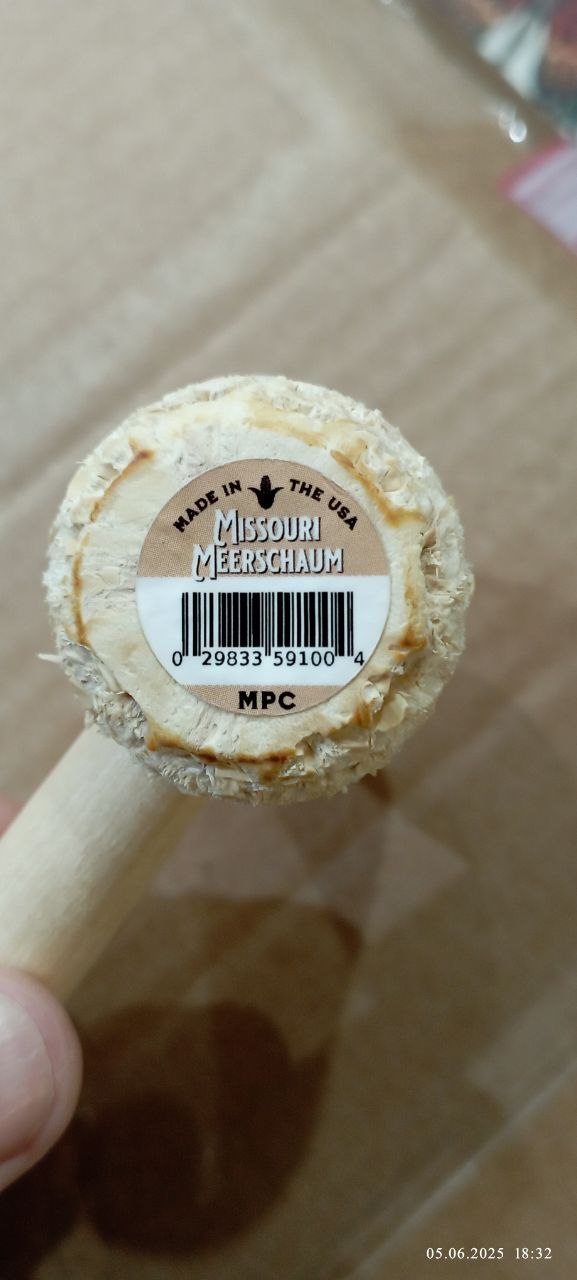 MADE IN THE USA
MISSOURI
MEERSCHAUM
0 29833 59100 4
MPC
05.06.2025 18:32